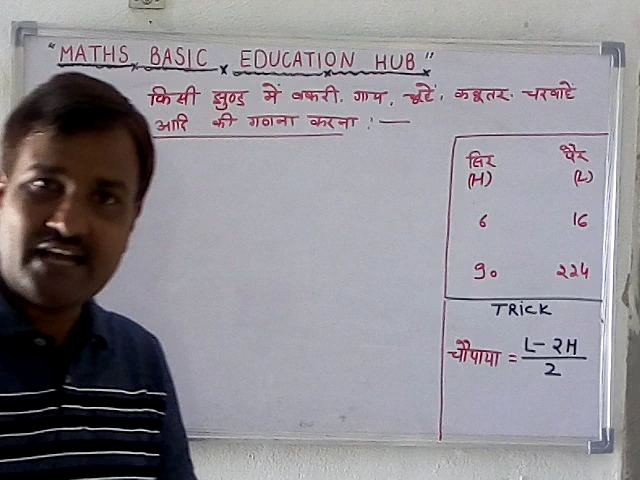 "MATHS BASIC EDUCATION HUB"
किसी झुण्ड में बकरी, गाय, चूहें, कबूतर, चरवाहे
आदि की गणना करना : —
सिर पैर
(H) (L)
6 16
90 224
TRICK
चौपाया = L - 2H / 2